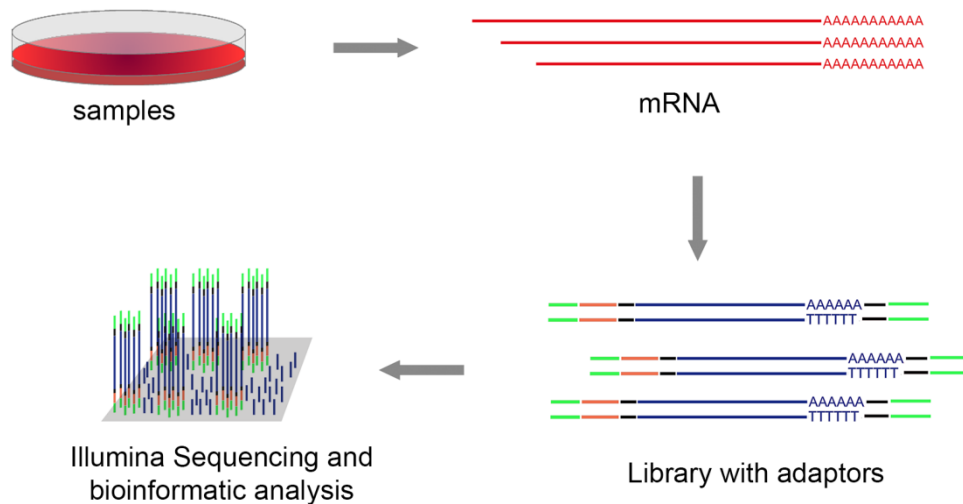 AAAAAAAAAAA
AAAAAAAAAAA
AAAAAAAAAAA
samples
mRNA
AAAAAA
TTTTTT
AAAAAA
TTTTTT
AAAAAA
TTTTTT
Illumina Sequencing and
bioinformatic analysis
Library with adaptors